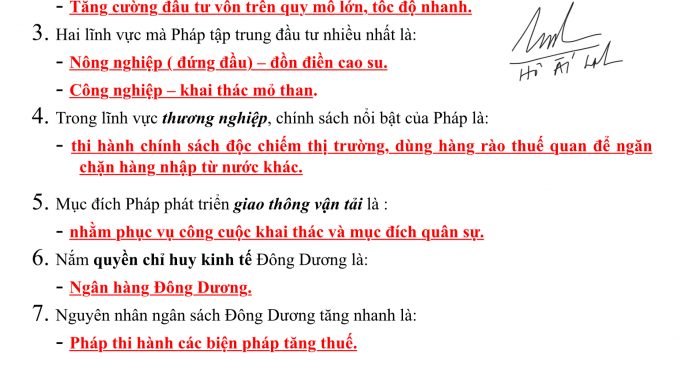 - Tăng cường đầu tư vốn trên quy mô lớn, tốc độ nhanh.
3. Hai lĩnh vực mà Pháp tập trung đầu tư nhiều nhất là:
- Nông nghiệp ( đứng đầu) – đồn điền cao su.
- Công nghiệp – khai thác mỏ than.
4. Trong lĩnh vực thương nghiệp, chính sách nổi bật của Pháp là:
- thi hành chính sách độc chiếm thị trường, dùng hàng rào thuế quan để ngăn
chặn hàng nhập từ nước khác.
5. Mục đích Pháp phát triển giao thông vận tải là :
- nhằm phục vụ công cuộc khai thác và mục đích quân sự.
6. Nắm quyền chỉ huy kinh tế Đông Dương là:
- Ngân hàng Đông Dương.
7. Nguyên nhân ngân sách Đông Dương tăng nhanh là:
- Pháp thi hành các biện pháp tăng thuế.